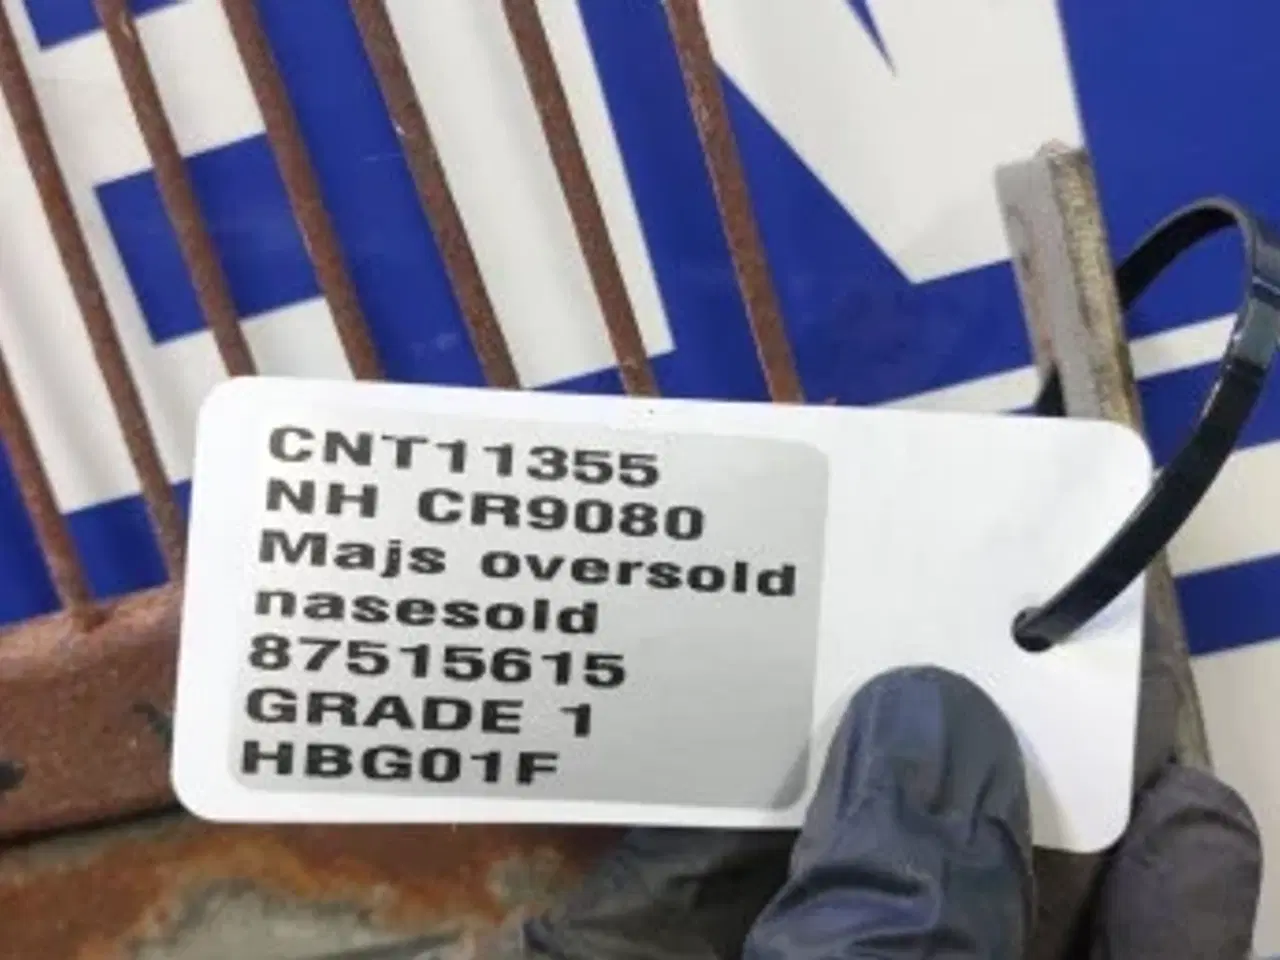 CNT11355
NH CR9080
Majs oversold
nasesold
87515615
GRADE 1
HBG01F